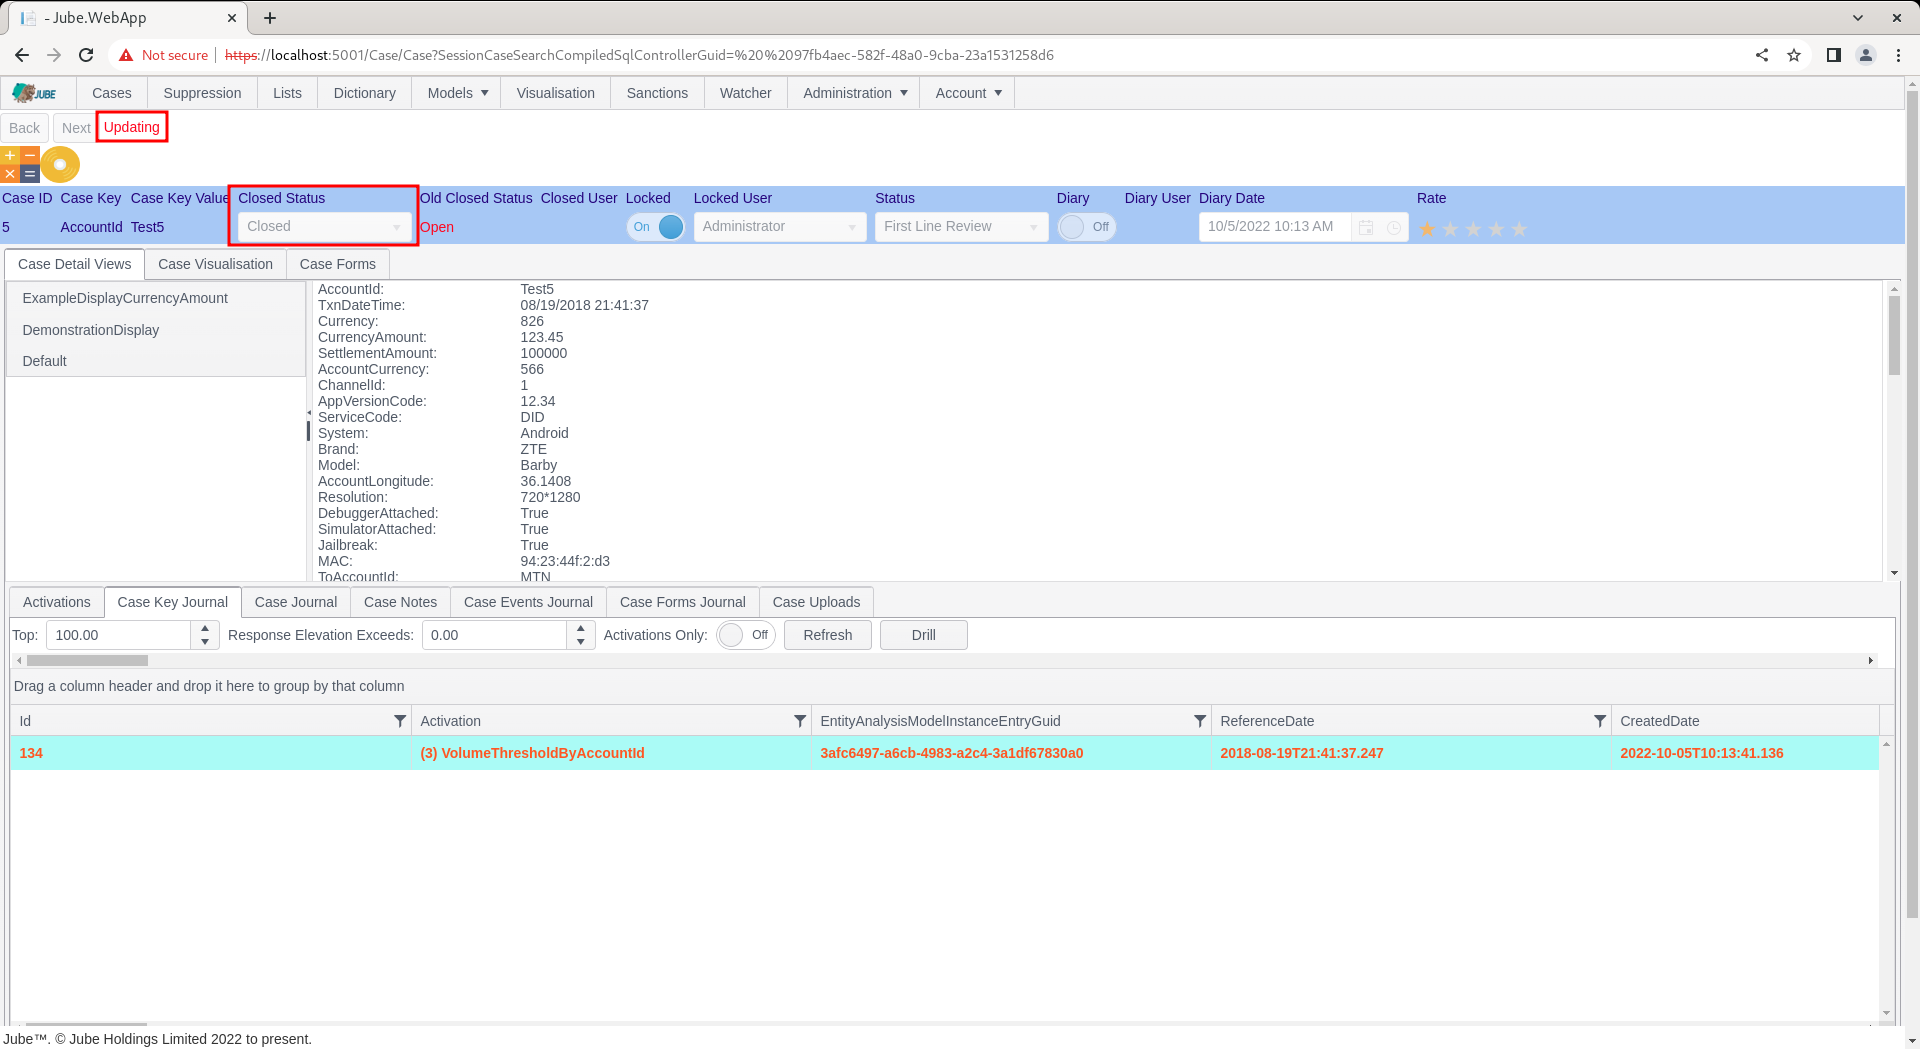 - Jube.WebApp
Not secure https://localhost:5001/Case/Case?SessionCaseSearchCompiledSqlControllerGuid=%20%2097fb4aec-582f-48a0-9cba-23a1531258d6
JUBE Cases Suppression Lists Dictionary Models Visualisation Sanctions Watcher Administration Account
Back Next Updating
Case ID Case Key Case Key Value Closed Status Old Closed Status Closed User Locked Locked User Status Diary Diary User Diary Date Rate
5 AccountId Test5 Closed Open On Administrator First Line Review Off 10/5/2022 10:13 AM
Case Detail Views Case Visualisation Case Forms
ExampleDisplayCurrencyAmount
DemonstrationDisplay
Default
AccountId: Test5
TxnDateTime: 08/19/2018 21:41:37
Currency: 826
CurrencyAmount: 123.45
SettlementAmount: 100000
AccountCurrency: 566
ChannelId: 1
AppVersionCode: 12.34
ServiceCode: DID
System: Android
Brand: ZTE
Model: Barby
AccountLongitude: 36.1408
Resolution: 720*1280
DebuggerAttached: True
SimulatorAttached: True
Jailbreak: True
MAC: 94:23:44f:2:d3
ToAccountId: MTN
Activations Case Key Journal Case Journal Case Notes Case Events Journal Case Forms Journal Case Uploads
Top: 100.00 Response Elevation Exceeds: 0.00 Activations Only: Off Refresh Drill
Drag a column header and drop it here to group by that column
Id Activation EntityAnalysisModelInstanceEntryGuid ReferenceDate CreatedDate
134 (3) VolumeThresholdByAccountId 3afc6497-a6cb-4983-a2c4-3a1df67830a0 2018-08-19T21:41:37.247 2022-10-05T10:13:41.136
Jube™. © Jube Holdings Limited 2022 to present.